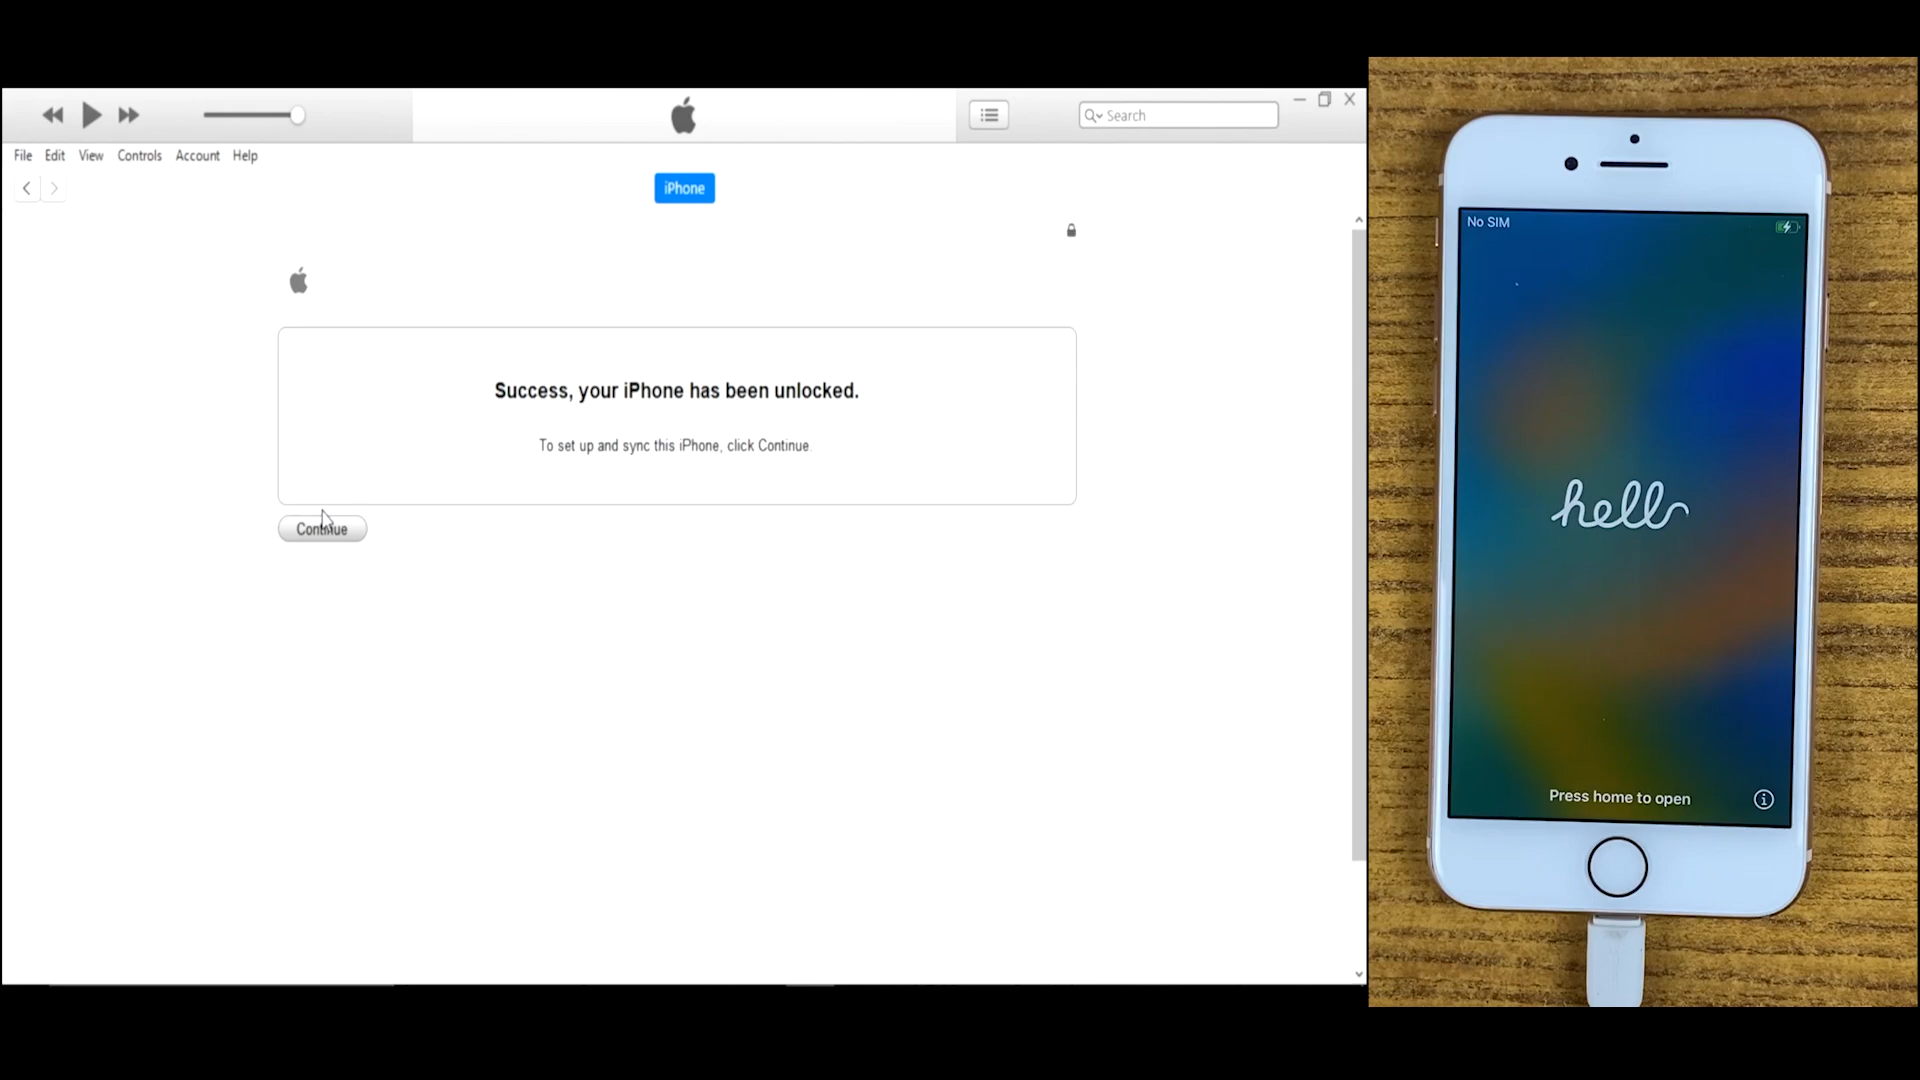 Search
File Edit View Controls Account Help
iPhone
Success, your iPhone has been unlocked.
To set up and sync this iPhone, click Continue
Continue
No SIM
hello
Press home to open